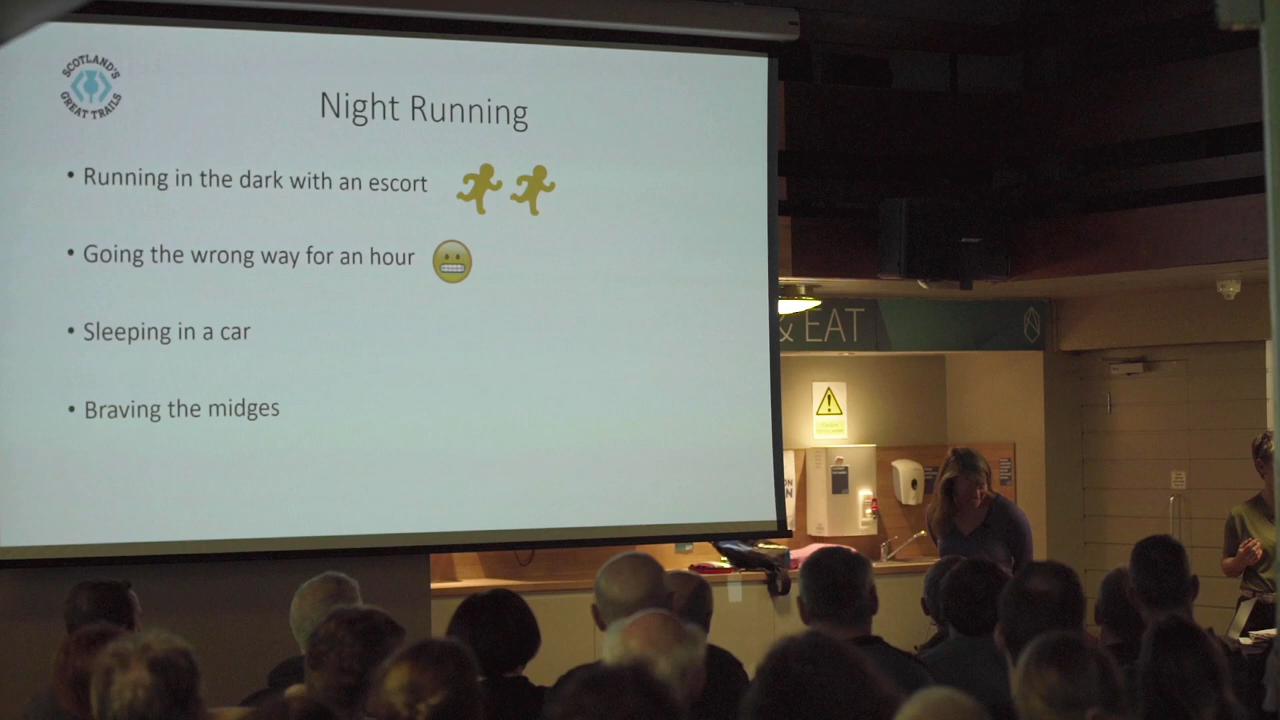 SCOTLAND'S
GREAT TRAILS
Night Running
• Running in the dark with an escort
• Going the wrong way for an hour
• Sleeping in a car
• Braving the midges
& EAT